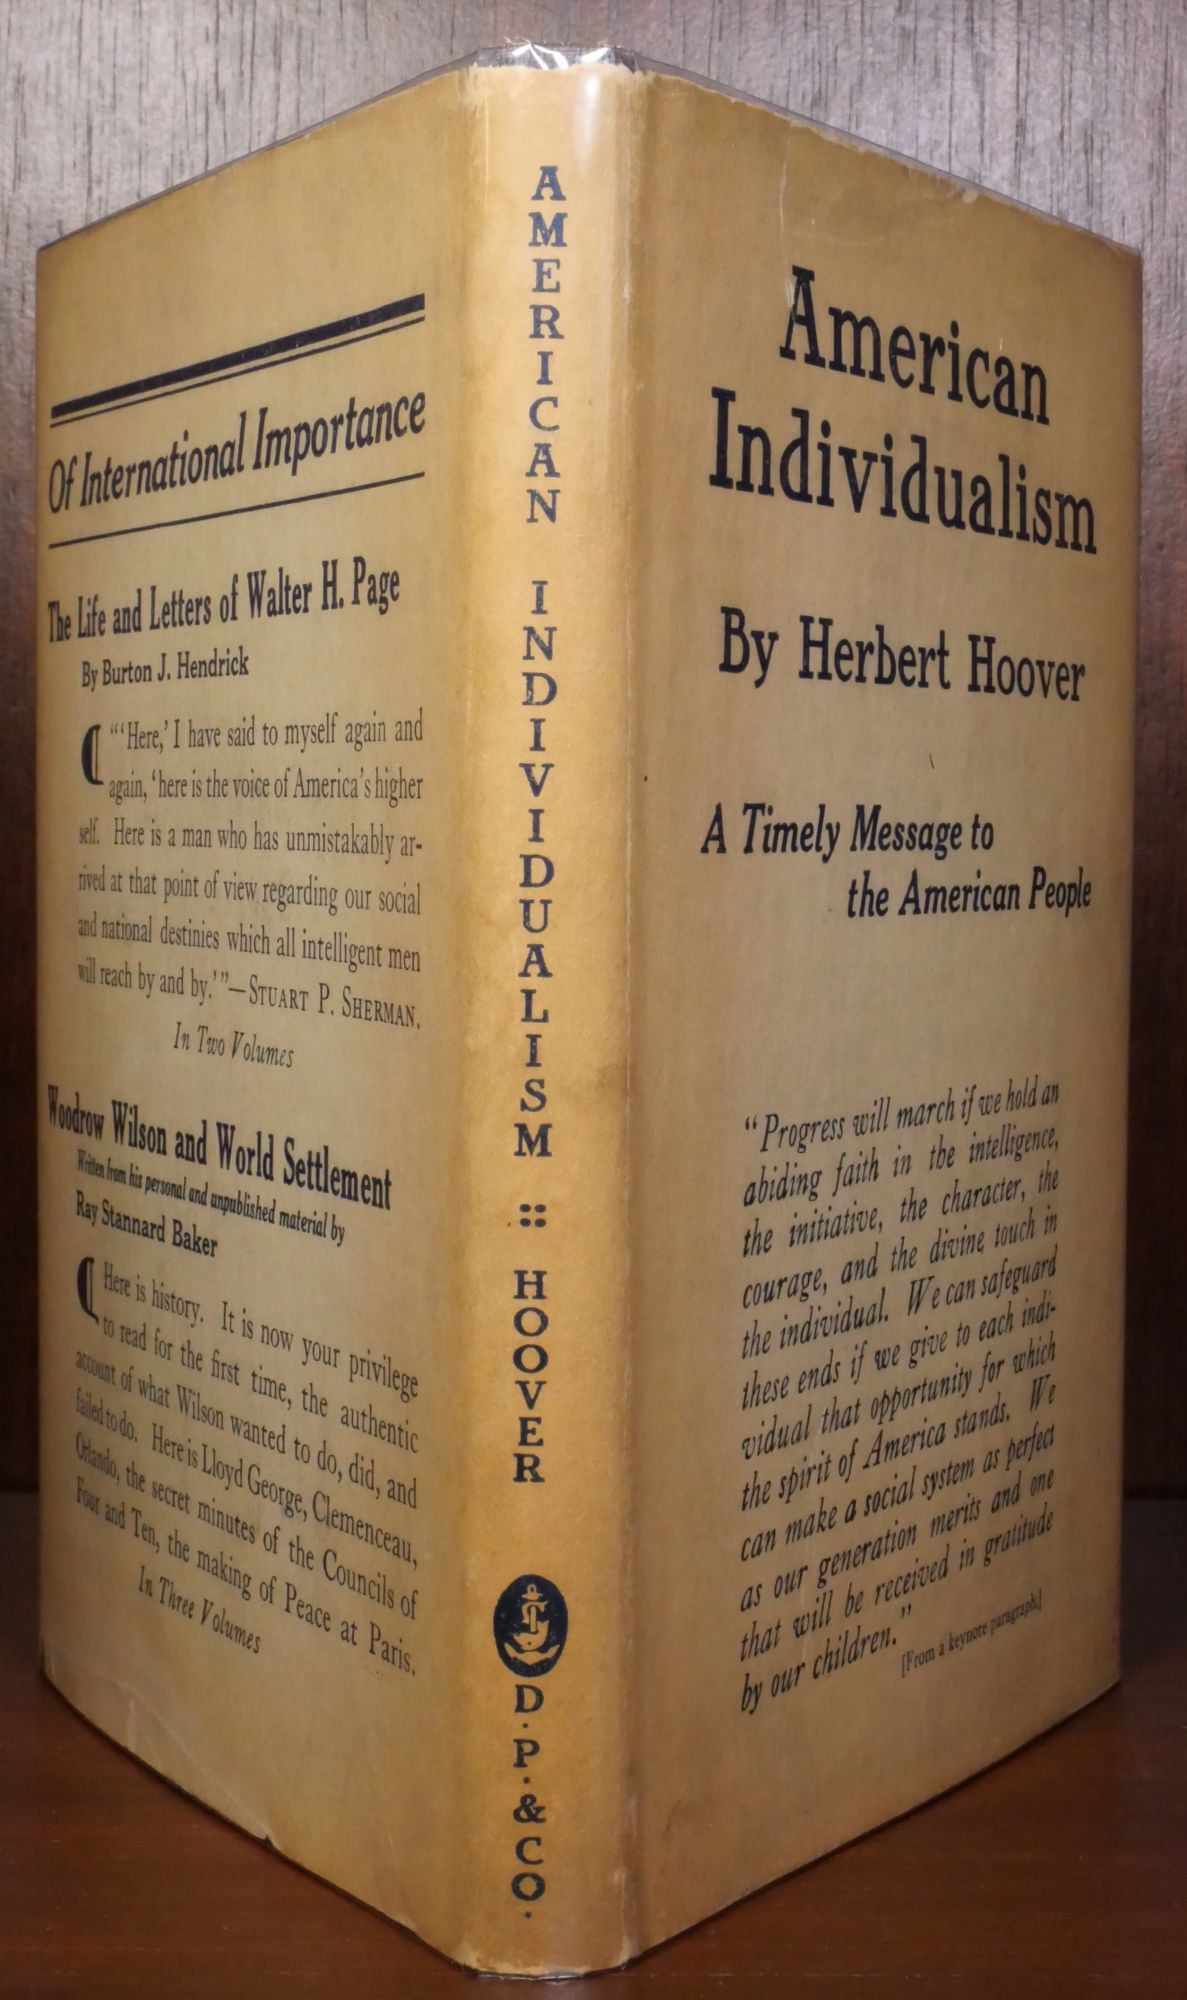 Of International Importance
The Life and Letters of Walter H. Page
By Burton J. Hendrick
"'Here,' I have said to myself again and
again, 'here is the voice of America's higher
self. Here is a man who has unmistakably ar-
rived at that point of view regarding our social
and national destinies which all intelligent men
will reach by and by.'"—STUART P. SHERMAN.
In Two Volumes
Woodrow Wilson and World Settlement
Written from his personal and unpublished material by
Ray Stannard Baker
Here is history. It is now your privilege
to read for the first time, the authentic
account of what Wilson wanted to do, did, and
failed to do. Here is Lloyd George, Clemenceau,
Orlando, the secret minutes of the Councils of
Four and Ten, the making of Peace at Paris.
In Three Volumes
AMERICAN INDIVIDUALISM :: HOOVER
D.P.&CO.
American
Individualism
By Herbert Hoover
A Timely Message to
the American People
"Progress will march if we hold an
abiding faith in the intelligence,
the initiative, the character, the
courage, and the divine touch in
the individual. We can safeguard
these ends if we give to each indi-
vidual that opportunity for which
the spirit of America stands. We
can make a social system as perfect
as our generation merits and one
that will be received in gratitude
by our children."
[From a keynote paragraph.]